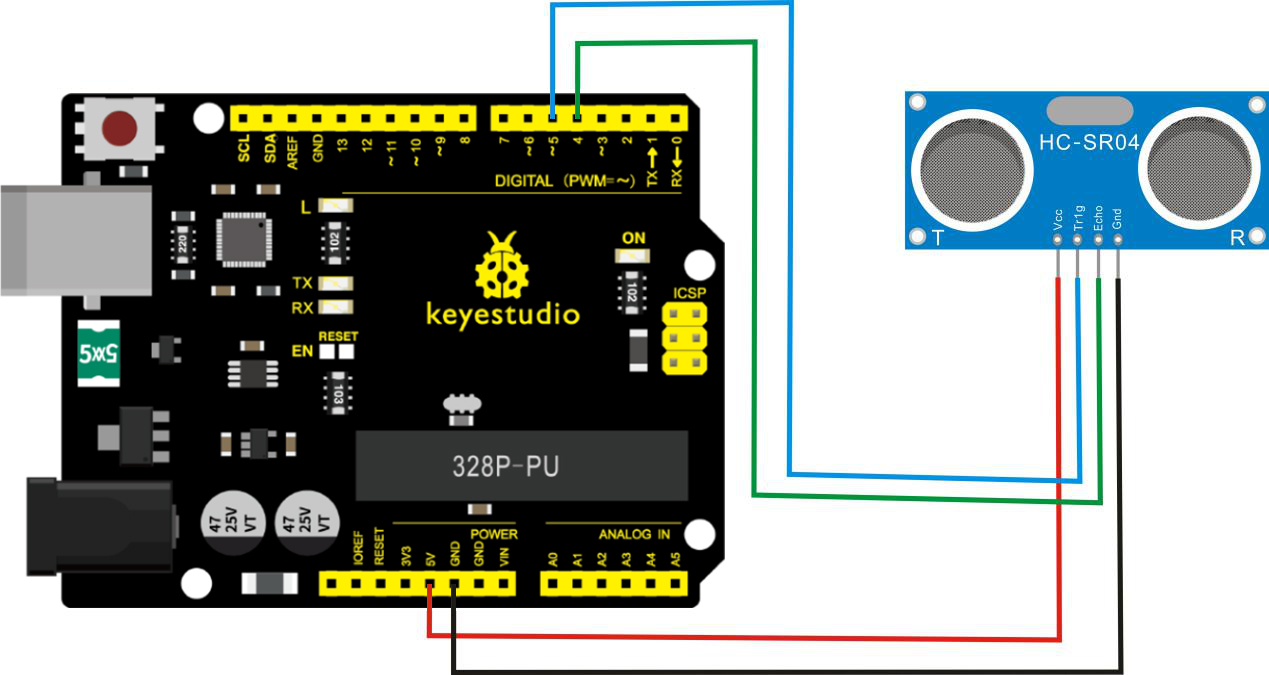 SCL
SDA
AREF
GND
13
12
~11
~10
~9
8
7
~6
~5
4
~3
2
TX→1
RX←0
DIGITAL (PWM=~)
L
220
102
TX
RX
RESET
EN
103
5xx5
keyestudio
ON
102
ICSP
328P-PU
47
25V
VT
47
25V
VT
POWER
ANALOG IN
IOREF
RESET
3V3
5V
GND
GND
VIN
A0
A1
A2
A3
A4
A5
HC-SR04
Vcc
Tr1g
Echo
Gnd
T
R